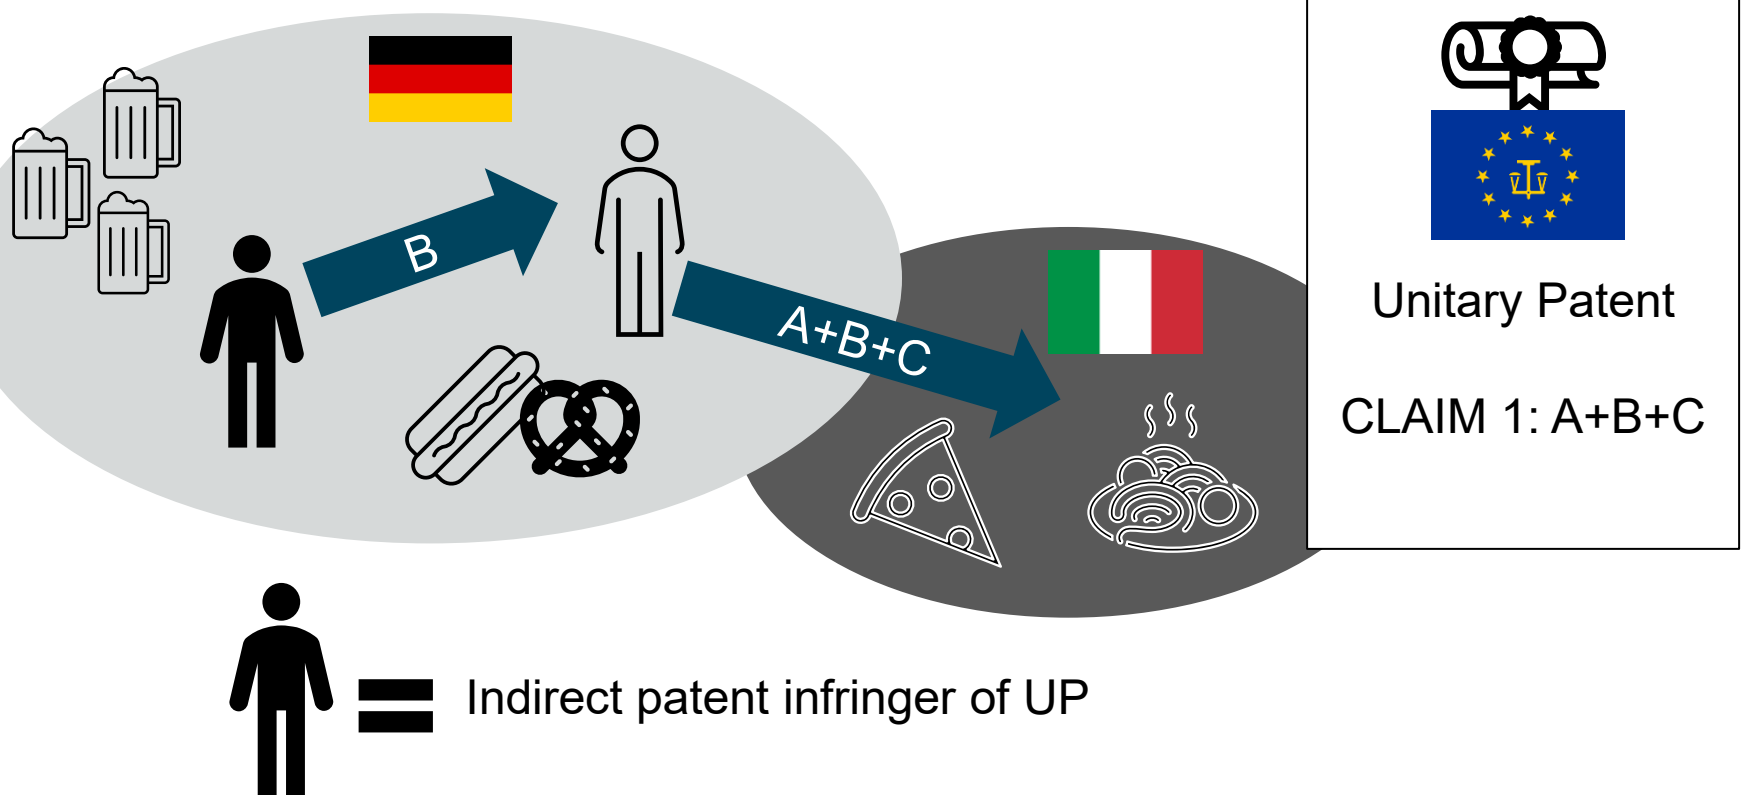 B
A+B+C
Unitary Patent
CLAIM 1: A+B+C
Indirect patent infringer of UP